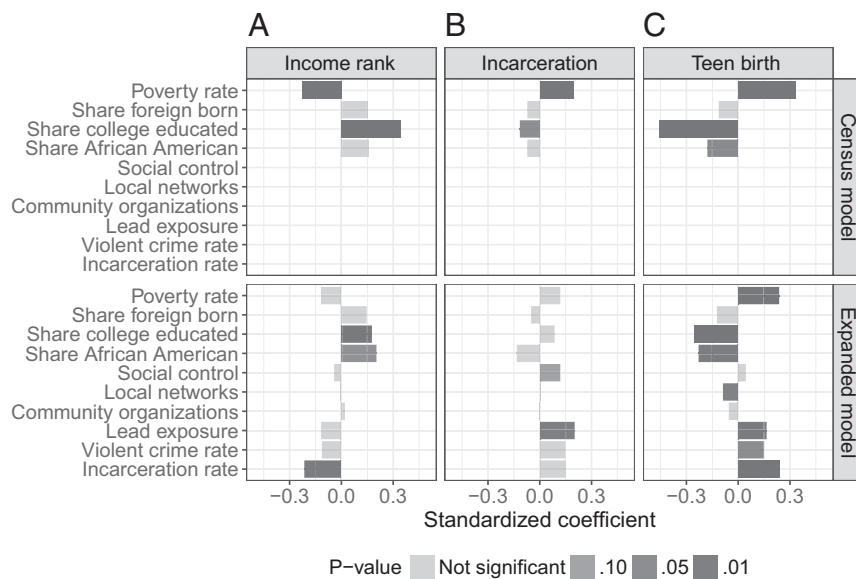 A B C
Income rank Incarceration Teen birth
Poverty rate
Share foreign born
Share college educated
Share African American
Social control
Local networks
Community organizations
Lead exposure
Violent crime rate
Incarceration rate
Census model
Poverty rate
Share foreign born
Share college educated
Share African American
Social control
Local networks
Community organizations
Lead exposure
Violent crime rate
Incarceration rate
Expanded model
−0.3 0.0 0.3 −0.3 0.0 0.3 −0.3 0.0 0.3
Standardized coefficient
P−value Not significant .10 .05 .01